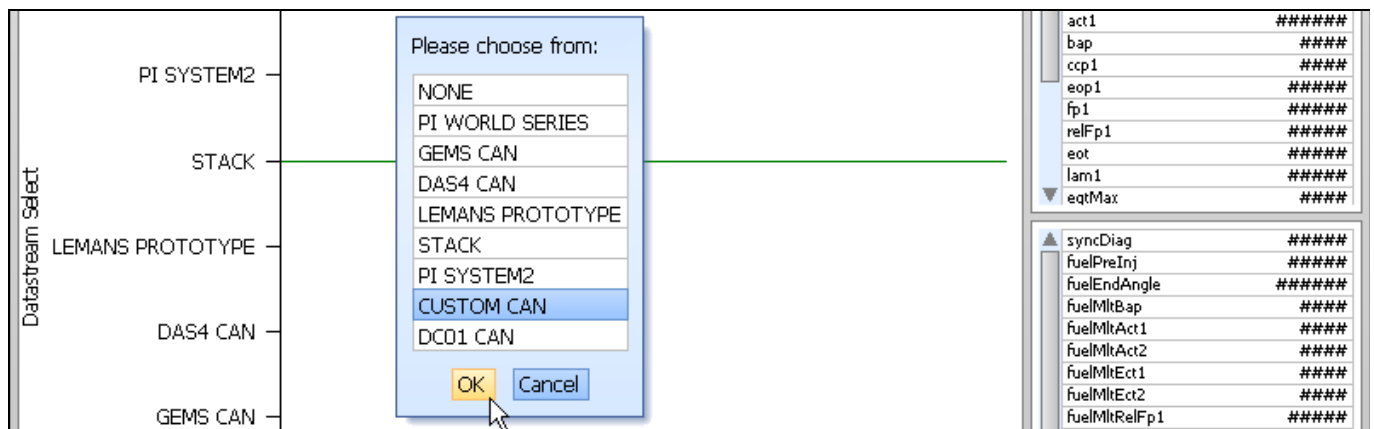 Datastream Select
PI SYSTEM2
STACK
LEMANS PROTOTYPE
DAS4 CAN
GEMS CAN
Please choose from:
NONE
PI WORLD SERIES
GEMS CAN
DAS4 CAN
LEMANS PROTOTYPE
STACK
PI SYSTEM2
CUSTOM CAN
DC01 CAN
OK Cancel
act1 ######
bap ####
ccp1 ####
eop1 #####
fp1 #####
relFp1 #####
eot #####
lam1 #####
egtMax ####
syncDiag #####
fuelPreInj #####
fuelEndAngle ######
fuelMltBap ####
fuelMltAct1 ####
fuelMltAct2 ####
fuelMltEct1 ####
fuelMltEct2 ####
fuelMltRelFp1 #####